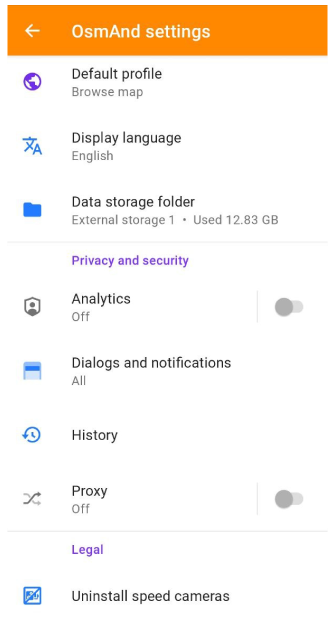 OsmAnd settings
Default profile
Browse map
Display language
English
Data storage folder
External storage 1 • Used 12.83 GB
Privacy and security
Analytics
Off
Dialogs and notifications
All
History
Proxy
Off
Legal
Uninstall speed cameras